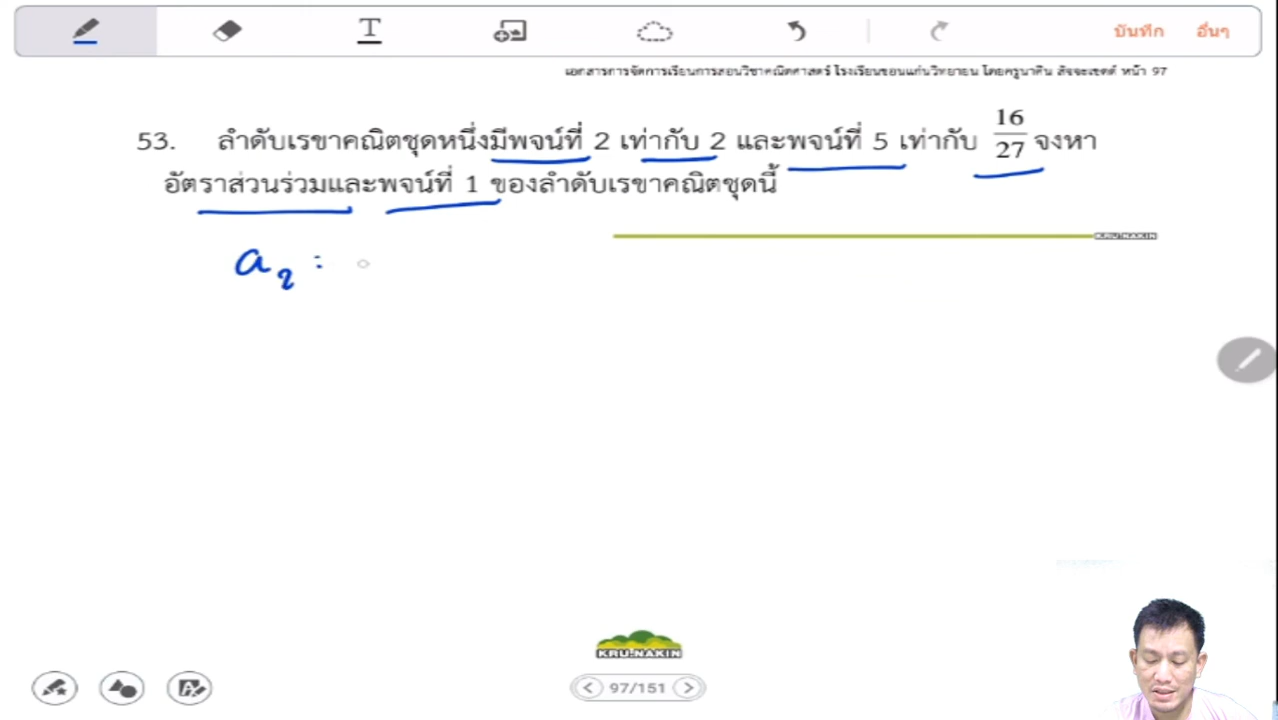 T
บันทึก อื่นๆ
เอกสารการจัดการเรียนการสอนวิชาคณิตศาสตร์ โรงเรียนขอนแก่นวิทยายน โดยครูนาคิน สัจจะเขตต์ หน้า 97
53. ลำดับเรขาคณิตชุดหนึ่งมีพจน์ที่ 2 เท่ากับ 2 และพจน์ที่ 5 เท่ากับ 16/27 จงหา
อัตราส่วนร่วมและพจน์ที่ 1 ของลำดับเรขาคณิตชุดนี้
KRU.NAKIN
a₂ :
KRU.NAKIN
97/151